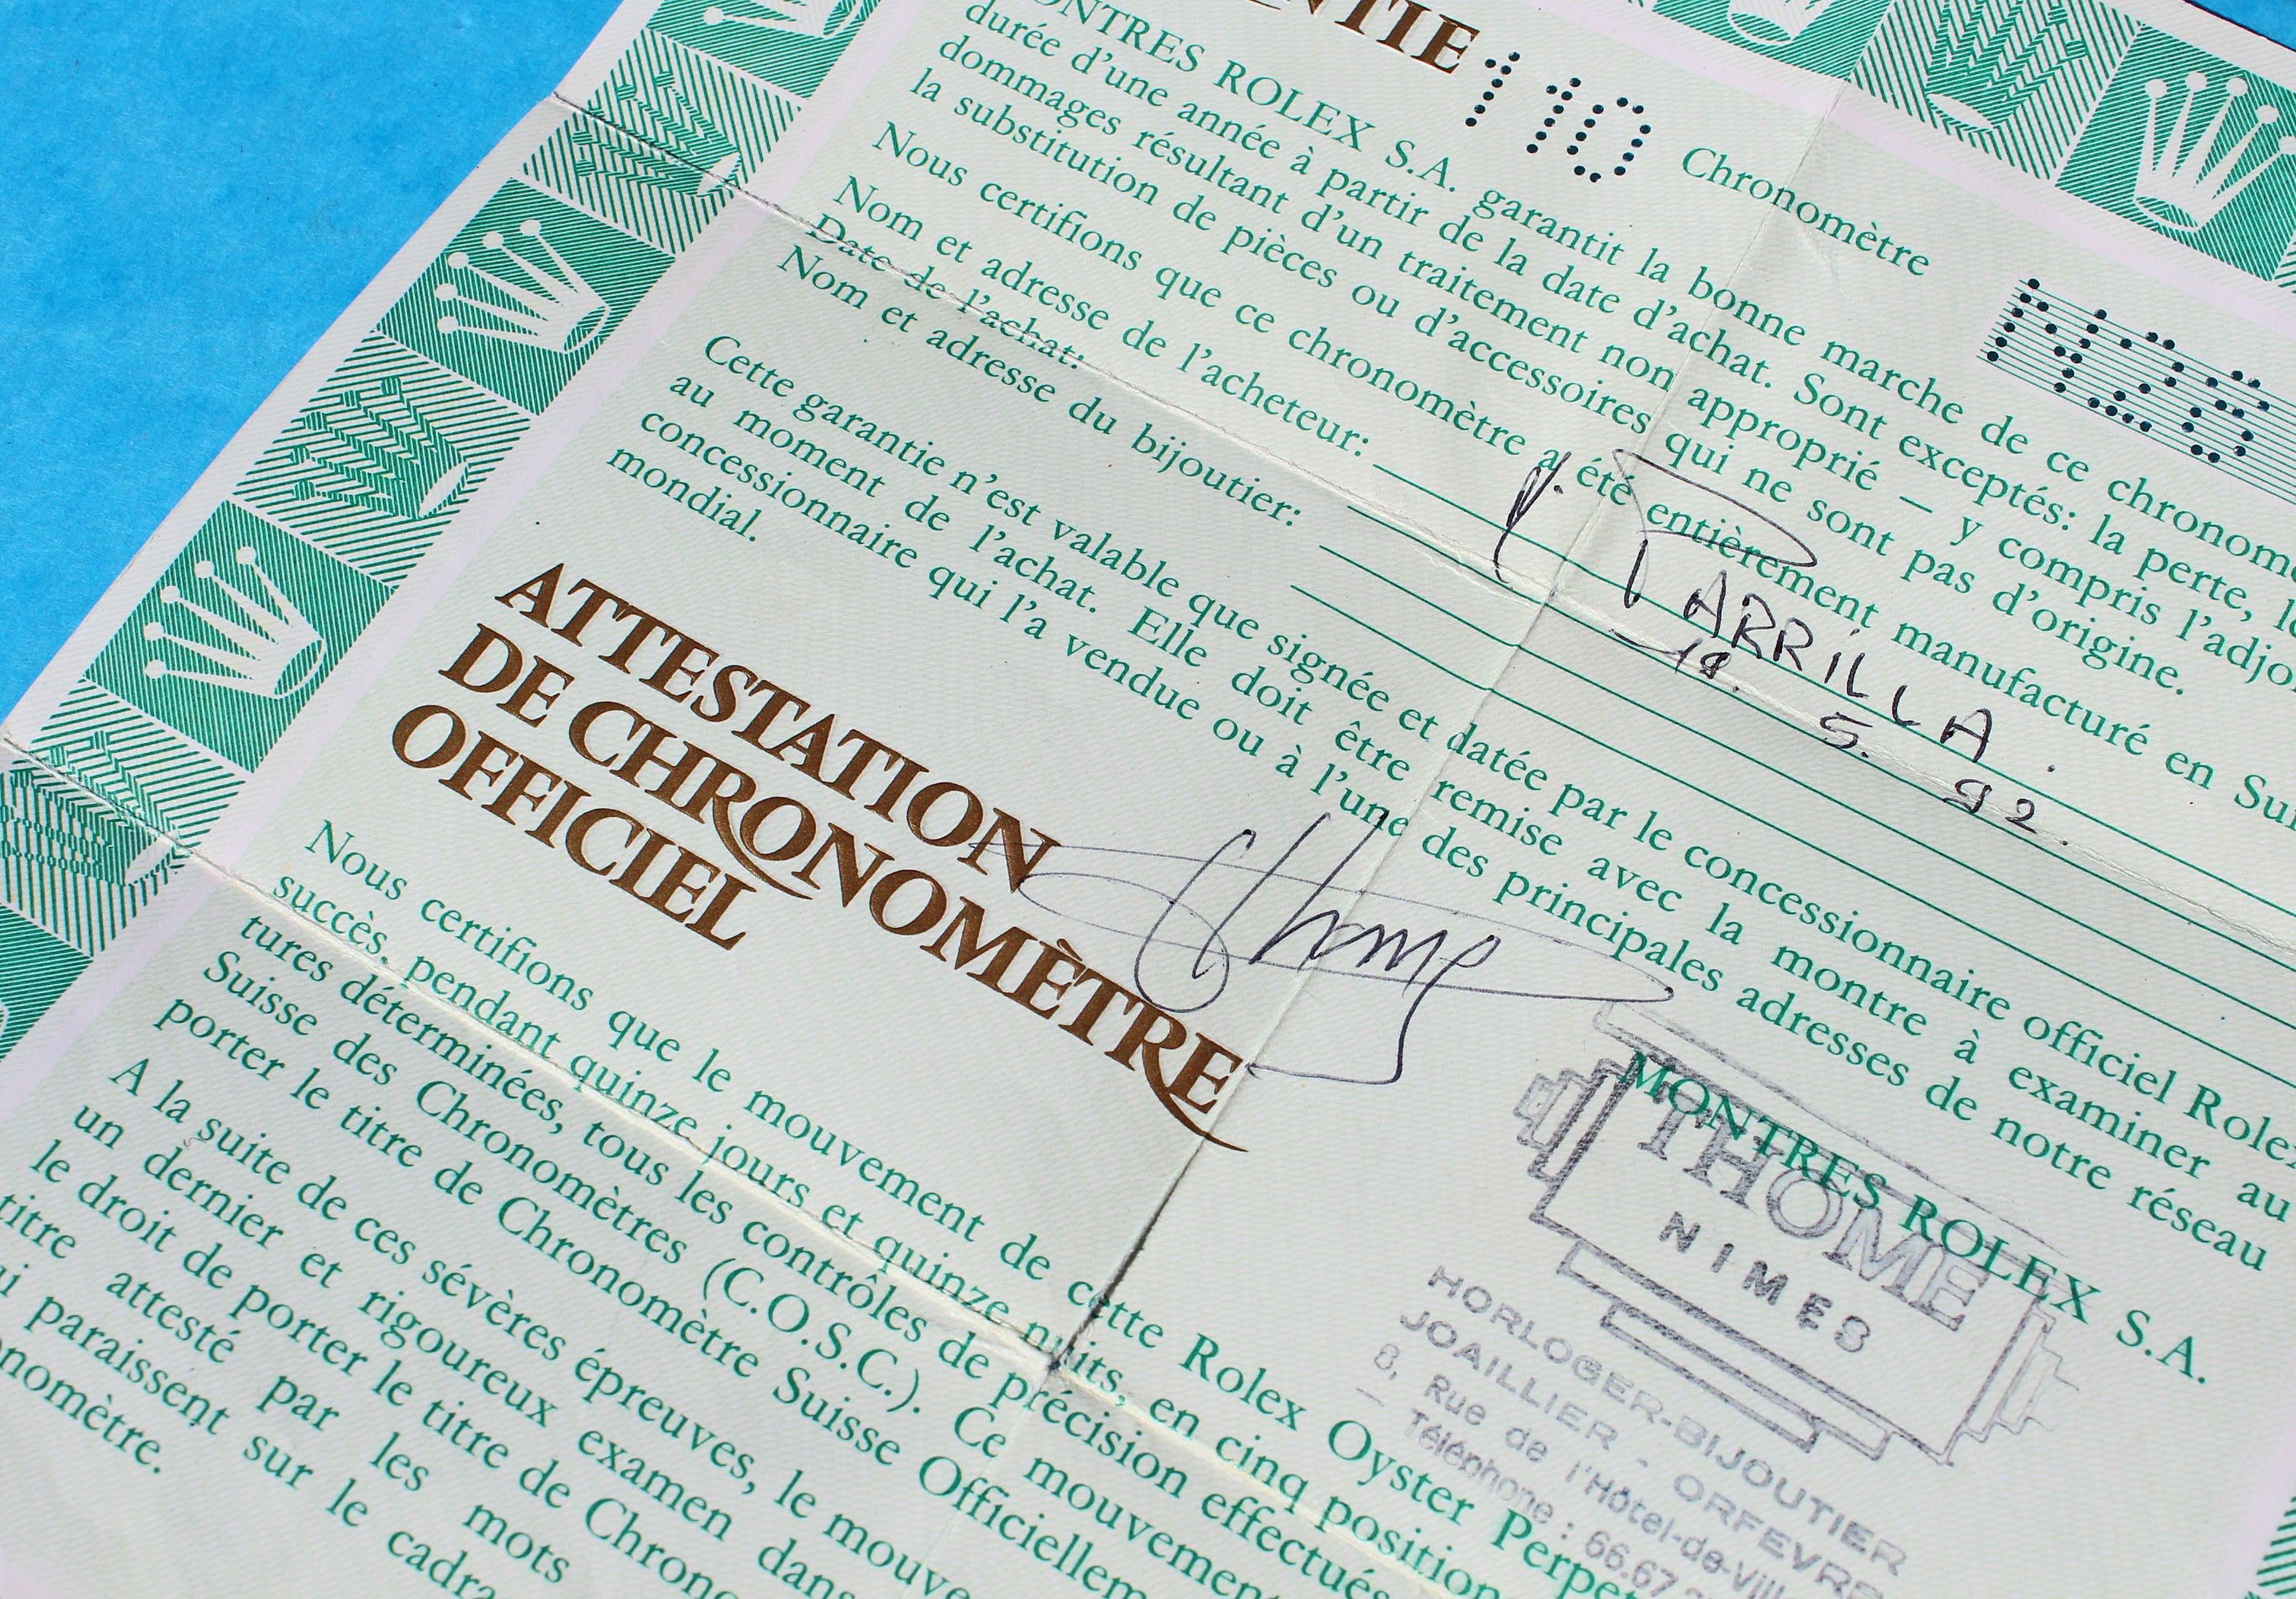 NTIE 110
Chronomètre N26
ONTRES ROLEX S.A. garantit la bonne marche de ce chronom
durée d'une année à partir de la date d'achat. Sont exceptés: la perte,
dommages résultant d'un traitement non approprié – y compris l'adjo
la substitution de pièces ou d'accessoires qui ne sont pas d'origine.
Nous certifions que ce chronomètre a été entièrement manufacturé en Sui
Nom et adresse de l'acheteur: PARRILLA.
Date de l'achat: 18. 5. 92.
Nom et adresse du bijoutier:
Cette garantie n'est valable que signée et datée par le concessionnaire officiel Rolex
au moment de l'achat. Elle doit être remise avec la montre à examiner au
concessionnaire qui l'a vendue ou à l'une des principales adresses de notre réseau
mondial.
MONTRES ROLEX S.A.
Thome
THOME
NIMES
HORLOGER-BIJOUTIER
JOAILLIER - ORFEVRE
8, Rue de l'Hôtel-de-Vill
– Téléphone : 66.67
ATTESTATION
DE CHRONOMÈTRE
OFFICIEL
Nous certifions que le mouvement de cette Rolex Oyster Perpet
succès, pendant quinze jours et quinze nuits, en cinq position
tures déterminées, tous les contrôles de précision effectués
Suisse des Chronomètres (C.O.S.C.). Ce mouvement
porter le titre de Chronomètre Suisse Officiellem
A la suite de ces sévères épreuves, le mouve
un dernier et rigoureux examen dans
le droit de porter le titre de Chrono
titre attesté par les mots
ui paraissent sur le cadra
onomètre.